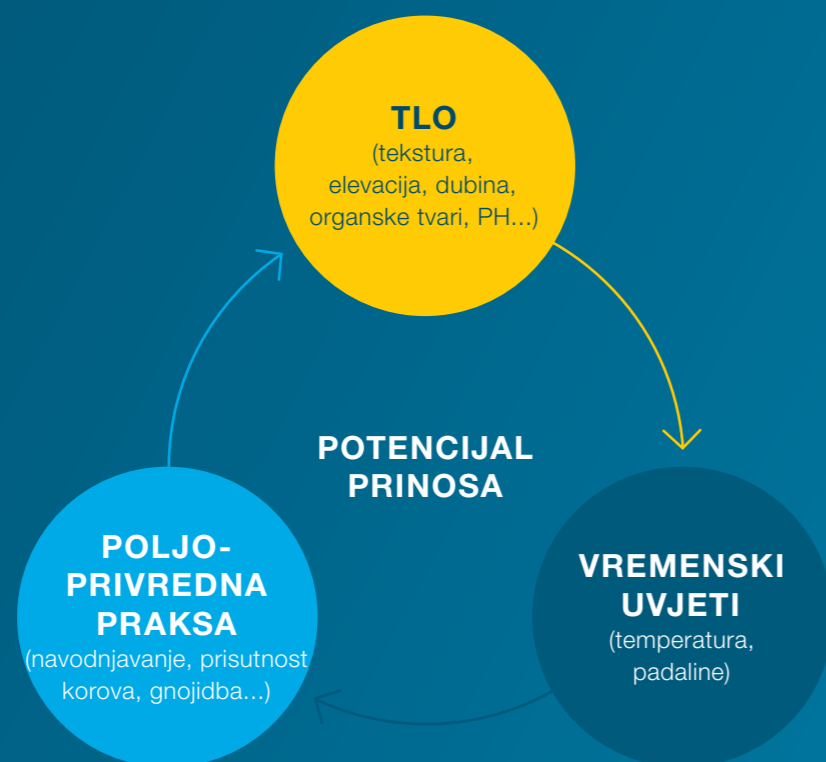 TLO
(tekstura,
elevacija, dubina,
organske tvari, PH...)
POTENCIJAL
PRINOSA
POLJO-
PRIVREDNA
PRAKSA
(navodnjavanje, prisutnost
korova, gnojidba...)
VREMENSKI
UVJETI
(temperatura,
padaline)